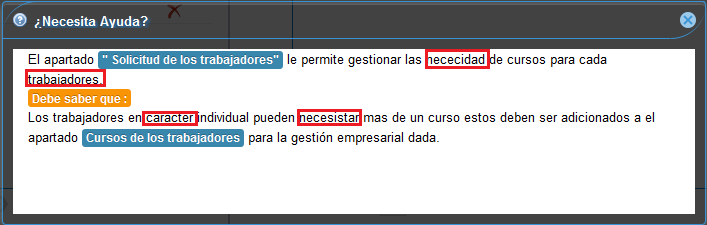 ¿Necesita Ayuda?
El apartado " Solicitud de los trabajadores" le permite gestionar las nececidad de cursos para cada
trabaiadores.
Debe saber que :
Los trabajadores en caracter individual pueden necesistar mas de un curso estos deben ser adicionados a el
apartado Cursos de los trabajadores para la gestión empresarial dada.